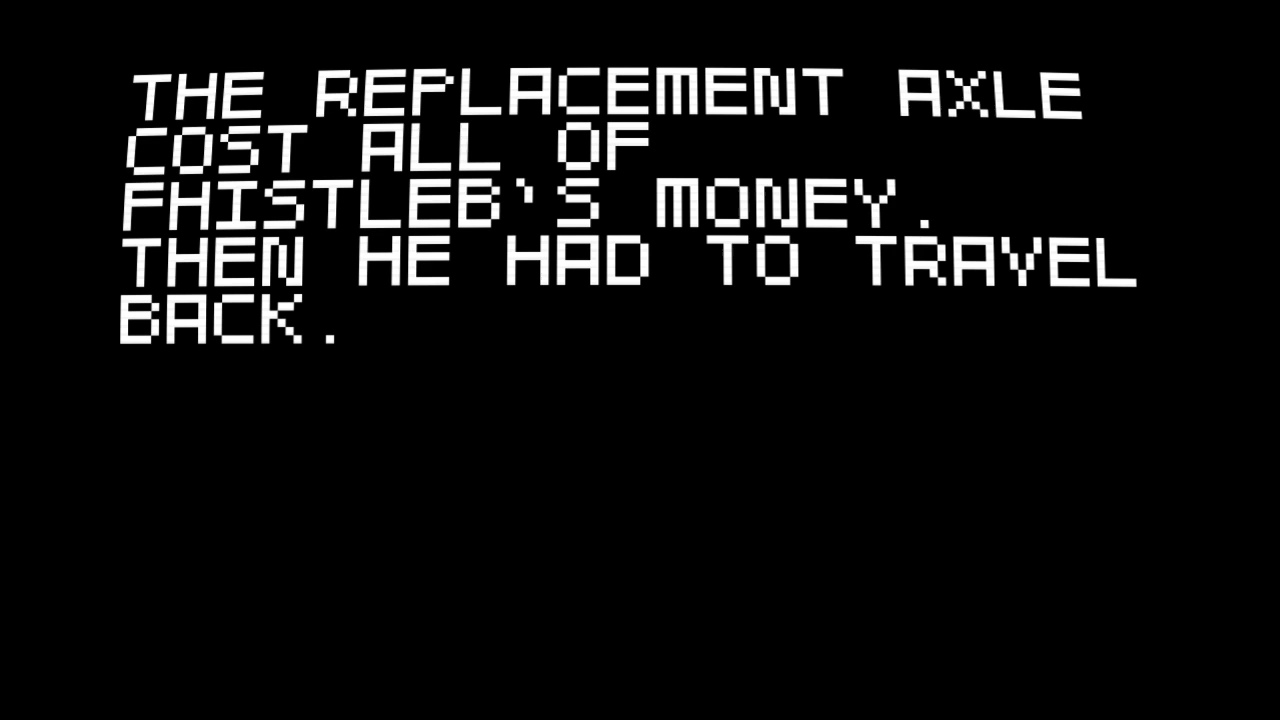 THE REPLACEMENT AXLE
COST ALL OF
FHISTLEB'S MONEY.
THEN HE HAD TO TRAVEL
BACK.